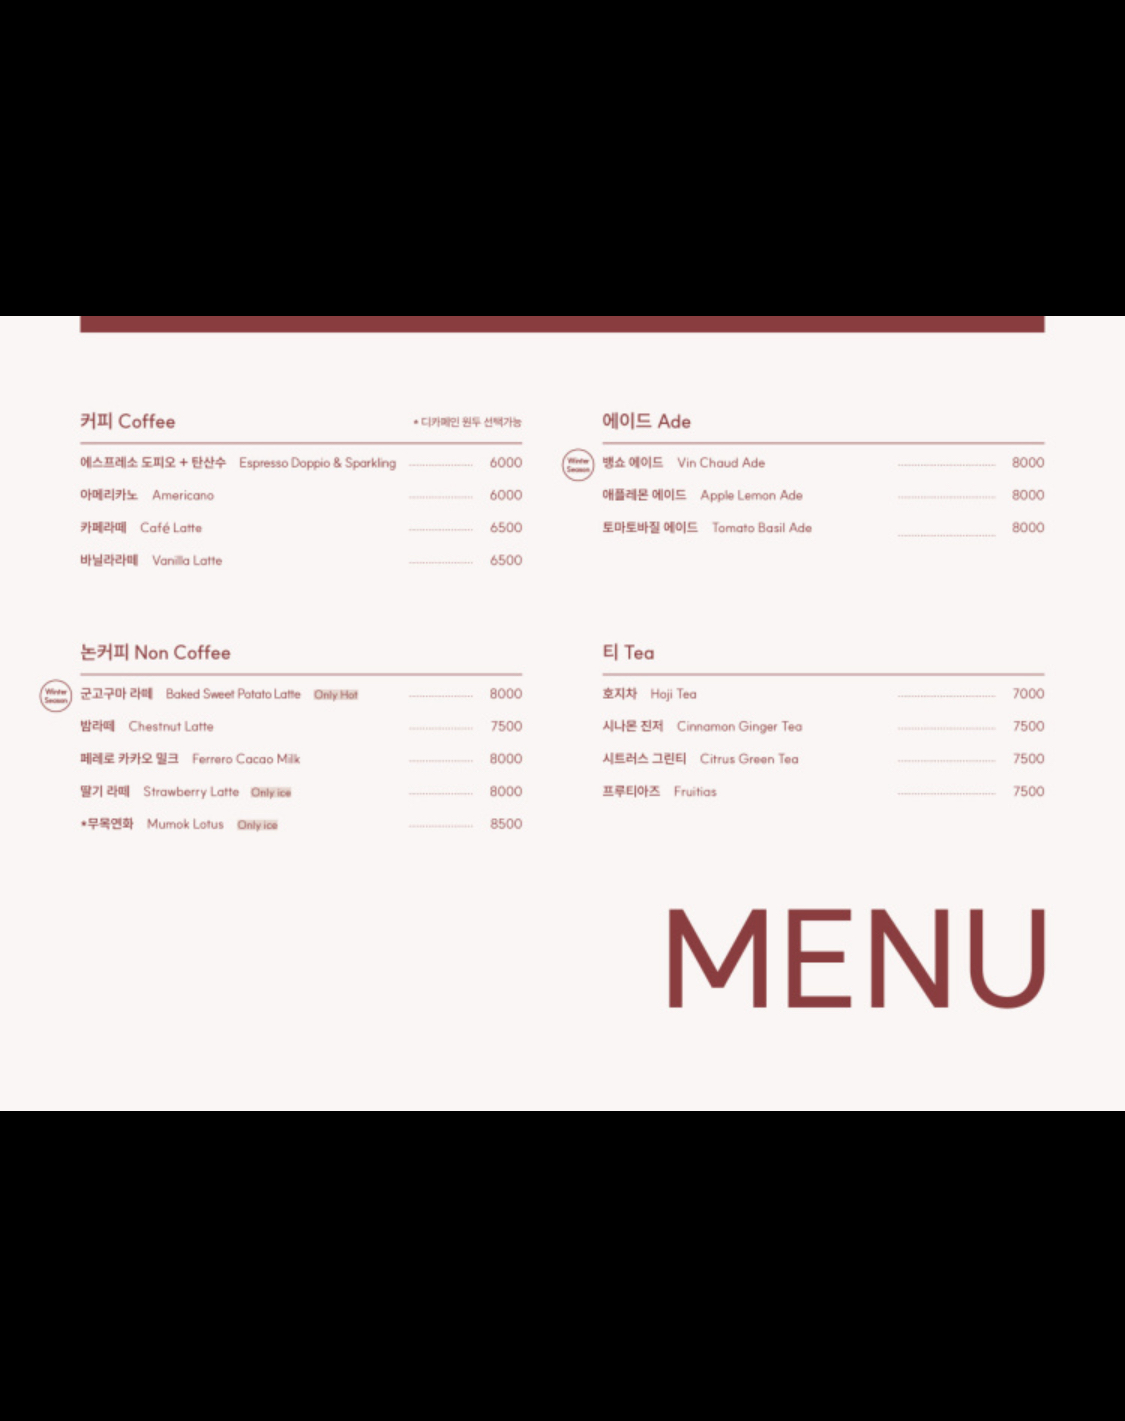 커피 Coffee
* 디카페인 원두 선택가능
에스프레소 도피오 + 탄산수 Espresso Doppio & Sparkling 6000
아메리카노 Americano 6000
카페라떼 Café Latte 6500
바닐라라떼 Vanilla Latte 6500
논커피 Non Coffee
Winter
Season
군고구마 라떼 Baked Sweet Potato Latte Only Hot 8000
밤라떼 Chestnut Latte 7500
페레로 카카오 밀크 Ferrero Cacao Milk 8000
딸기 라떼 Strawberry Latte Only ice 8000
*무목연화 Mumok Lotus Only ice 8500
에이드 Ade
Winter
Season
뱅쇼 에이드 Vin Chaud Ade 8000
애플레몬 에이드 Apple Lemon Ade 8000
토마토바질 에이드 Tomato Basil Ade 8000
티 Tea
호지차 Hoji Tea 7000
시나몬 진저 Cinnamon Ginger Tea 7500
시트러스 그린티 Citrus Green Tea 7500
프루티아즈 Fruitias 7500
MENU